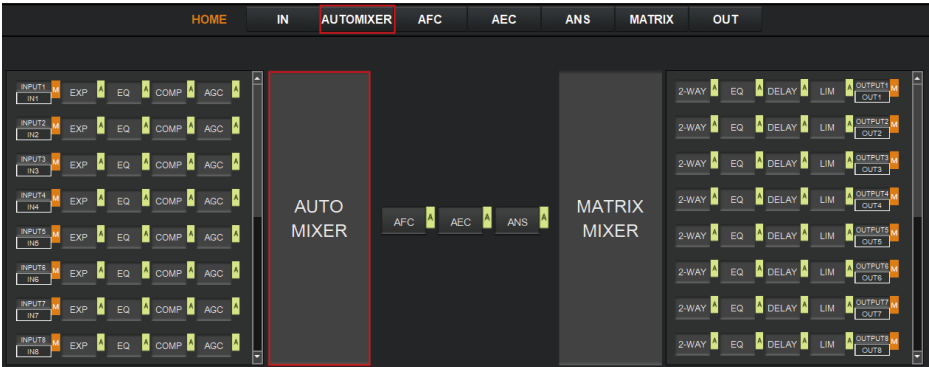 HOME IN AUTOMIXER AFC AEC ANS MATRIX OUT
INPUT1 M EXP A EQ A COMP A AGC A
IN1
INPUT2 M EXP A EQ A COMP A AGC A
IN2
INPUT3 M EXP A EQ A COMP A AGC A
IN3
INPUT4 M EXP A EQ A COMP A AGC A
IN4
INPUT5 M EXP A EQ A COMP A AGC A
IN5
INPUT6 M EXP A EQ A COMP A AGC A
IN6
INPUT7 M EXP A EQ A COMP A AGC A
IN7
INPUT8 M EXP A EQ A COMP A AGC A
IN8
AUTO
MIXER
AFC A AEC A ANS A
MATRIX
MIXER
2-WAY A EQ A DELAY A LIM A OUTPUT1 M
OUT1
2-WAY A EQ A DELAY A LIM A OUTPUT2 M
OUT2
2-WAY A EQ A DELAY A LIM A OUTPUT3 M
OUT3
2-WAY A EQ A DELAY A LIM A OUTPUT4 M
OUT4
2-WAY A EQ A DELAY A LIM A OUTPUT5 M
OUT5
2-WAY A EQ A DELAY A LIM A OUTPUT6 M
OUT6
2-WAY A EQ A DELAY A LIM A OUTPUT7 M
OUT7
2-WAY A EQ A DELAY A LIM A OUTPUT8 M
OUT8